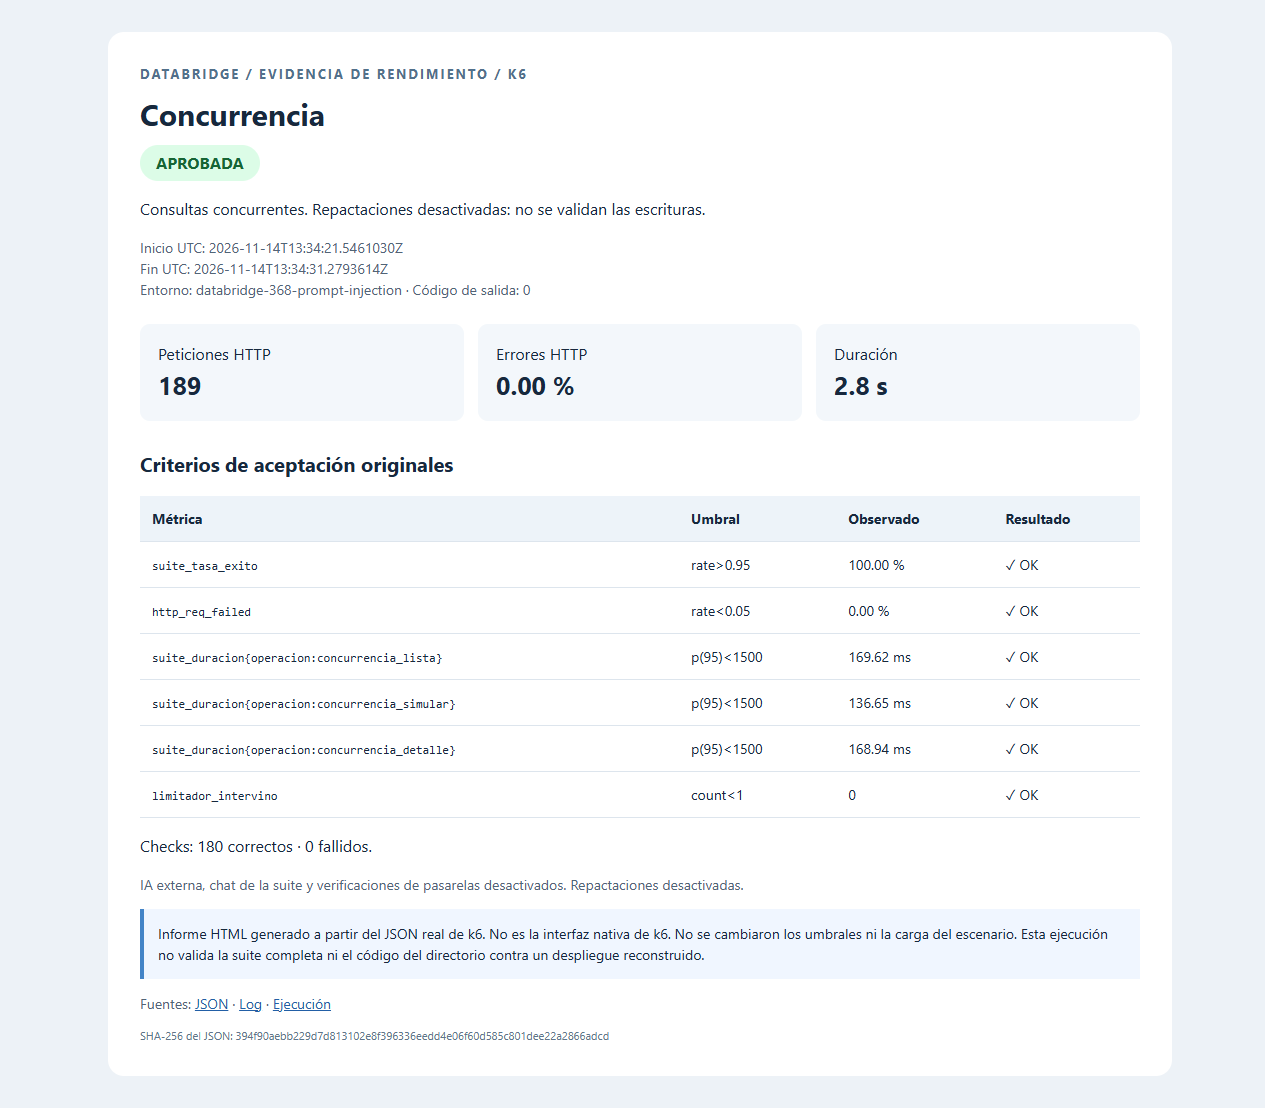 DATABRIDGE / EVIDENCIA DE RENDIMIENTO / K6
Concurrencia
APROBADA
Consultas concurrentes. Repactaciones desactivadas: no se validan las escrituras.
Inicio UTC: 2026-11-14T13:34:21.5461030Z
Fin UTC: 2026-11-14T13:34:31.2793614Z
Entorno: databridge-368-prompt-injection · Código de salida: 0
Peticiones HTTP
189
Errores HTTP
0.00 %
Duración
2.8 s
Criterios de aceptación originales
Métrica Umbral Observado Resultado
suite_tasa_exito rate>0.95 100.00 % ✓ OK
http_req_failed rate<0.05 0.00 % ✓ OK
suite_duracion{operacion:concurrencia_lista} p(95)<1500 169.62 ms ✓ OK
suite_duracion{operacion:concurrencia_simular} p(95)<1500 136.65 ms ✓ OK
suite_duracion{operacion:concurrencia_detalle} p(95)<1500 168.94 ms ✓ OK
limitador_intervino count<1 0 ✓ OK
Checks: 180 correctos · 0 fallidos.
IA externa, chat de la suite y verificaciones de pasarelas desactivados. Repactaciones desactivadas.
Informe HTML generado a partir del JSON real de k6. No es la interfaz nativa de k6. No se cambiaron los umbrales ni la carga del escenario. Esta ejecución
no valida la suite completa ni el código del directorio contra un despliegue reconstruido.
Fuentes: JSON · Log · Ejecución
SHA-256 del JSON: 394f90aebb229d7d813102e8f396336eedd4e06f60d585c801dee22a2866adcd